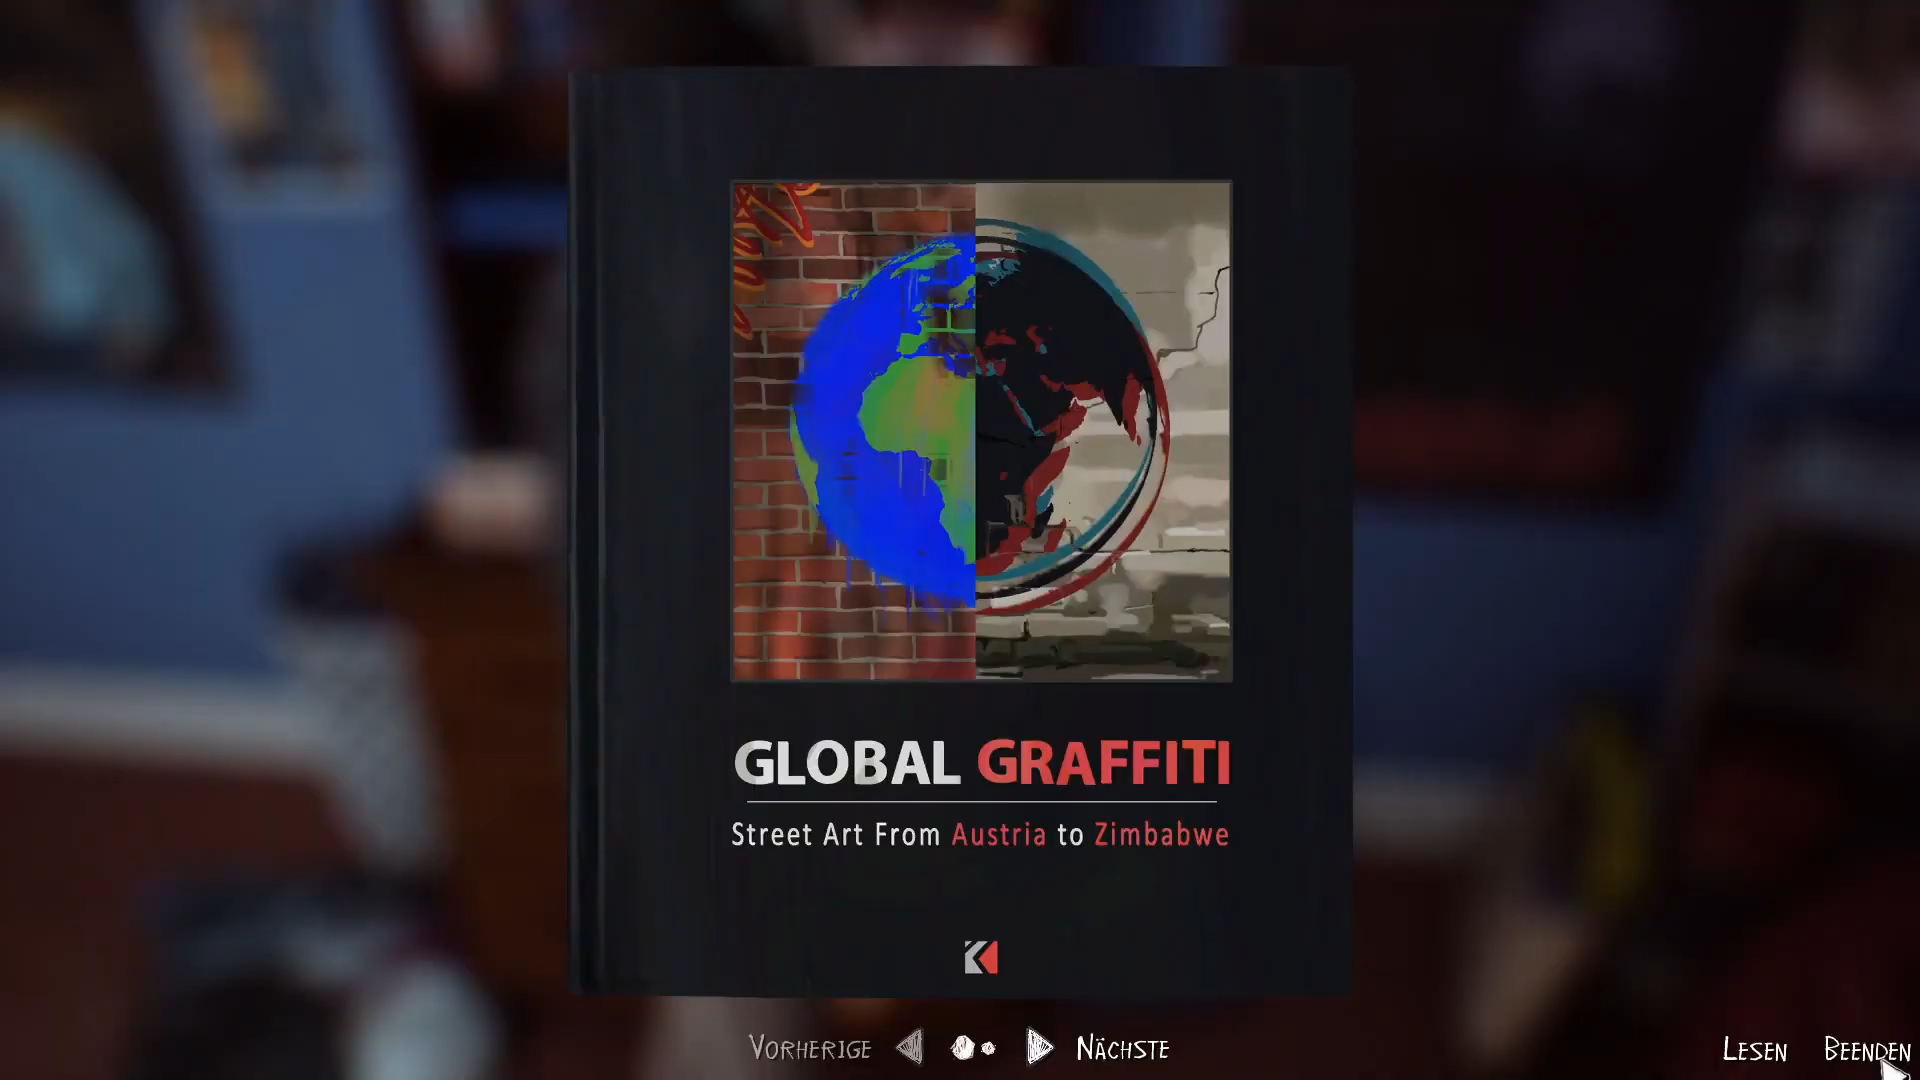 GLOBAL GRAFFITI
Street Art From Austria to Zimbabwe
VORHERIGE NÄCHSTE
LESEN BEENDEN